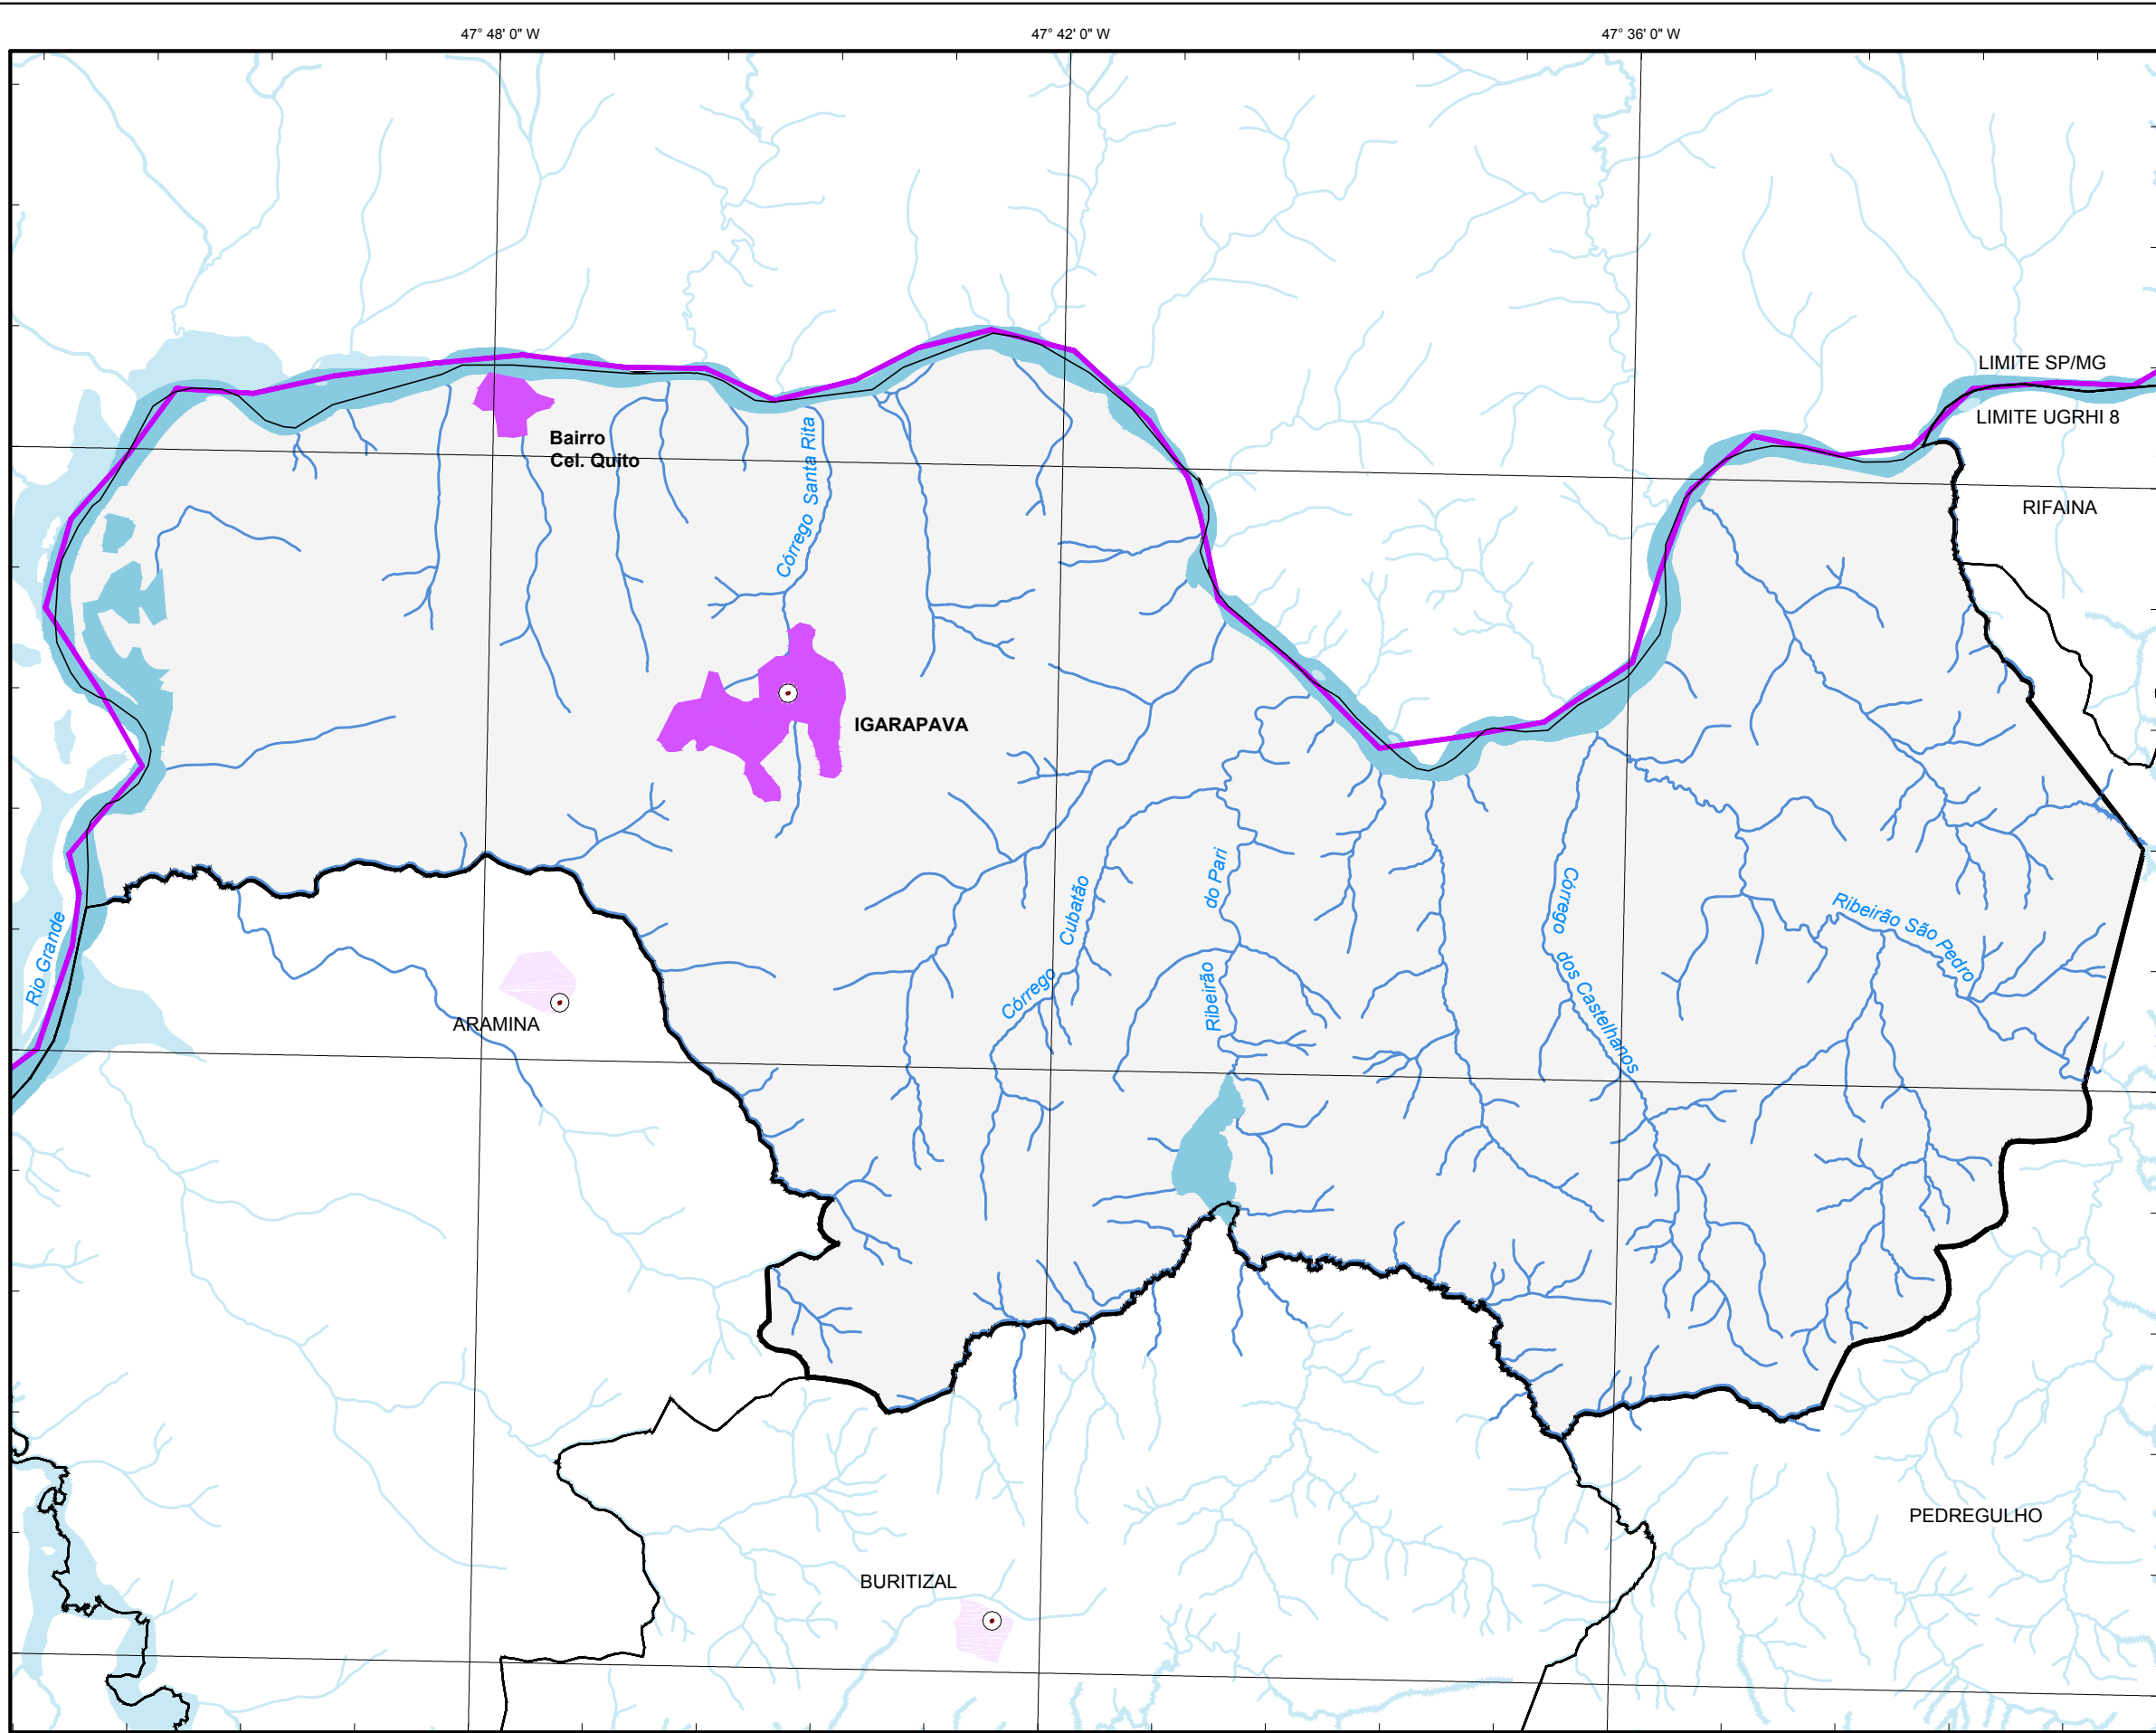 47° 48' 0" W
47° 42' 0" W
47° 36' 0" W
LIMITE SP/MG
LIMITE UGRHI 8
Bairro
Cel. Quito
Córrego Santa Rita
RIFAINA
IGARAPAVA
Córrego Cubatão
Ribeirão do Pari
Córrego dos Castelhanos
Ribeirão São Pedro
Rio Grande
ARAMINA
PEDREGULHO
BURITIZAL